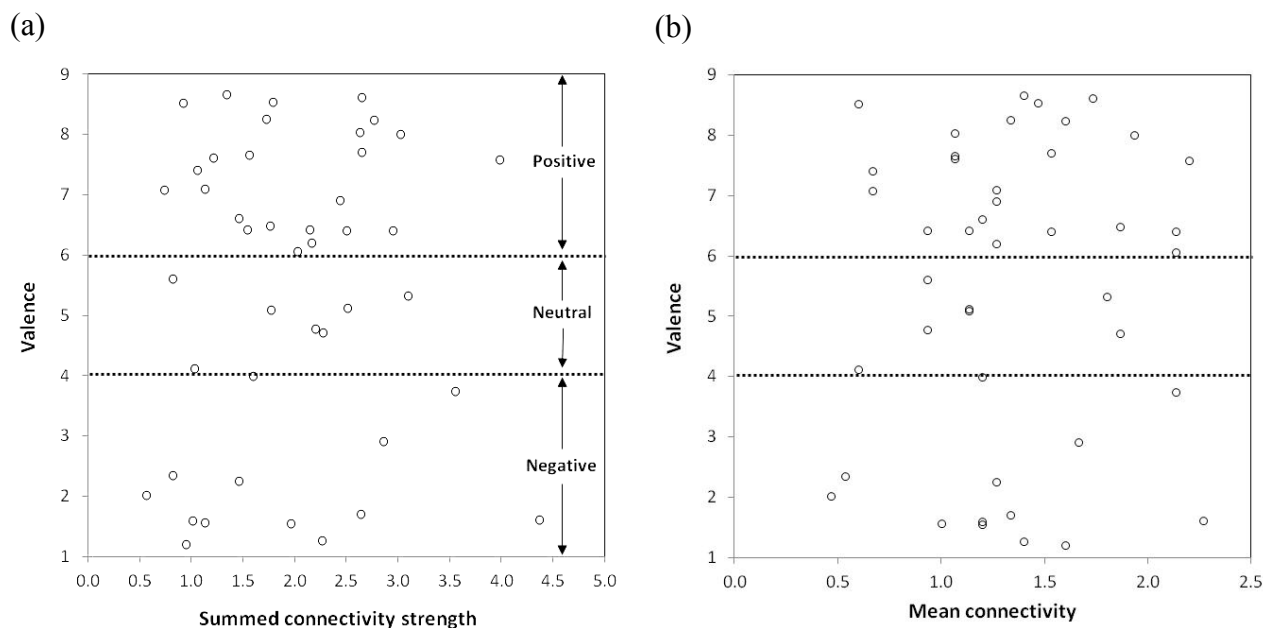 (a)
9
8
7
6
5
4
3
2
1
Valence
Positive
Neutral
Negative
0.0 0.5 1.0 1.5 2.0 2.5 3.0 3.5 4.0 4.5 5.0
Summed connectivity strength
(b)
9
8
7
6
5
4
3
2
1
Valence
0.0 0.5 1.0 1.5 2.0 2.5
Mean connectivity